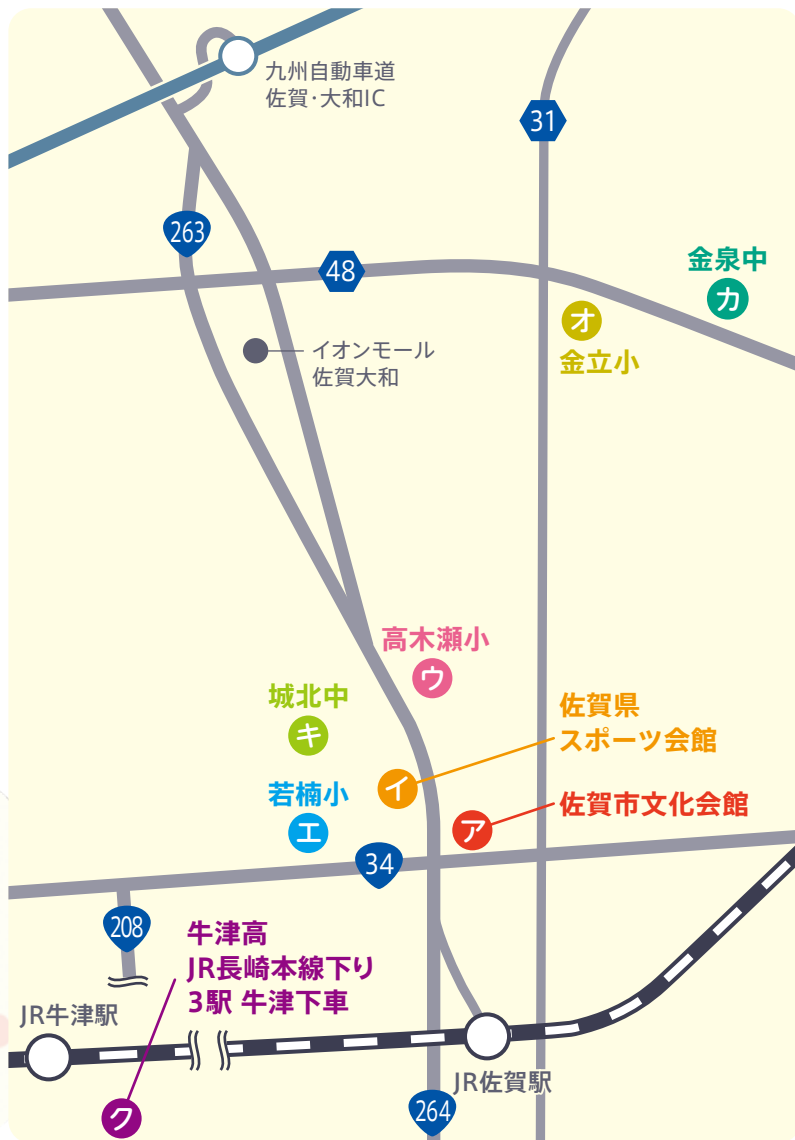 九州自動車道
佐賀・大和IC
31
263
48
金泉中
カ
オ
金立小
イオンモール
佐賀大和
高木瀬小
ウ
城北中
キ
佐賀県
スポーツ会館
イ
若楠小
エ
佐賀市文化会館
ア
34
208
牛津高
JR長崎本線下り
3駅 牛津下車
JR牛津駅
JR佐賀駅
ク
264